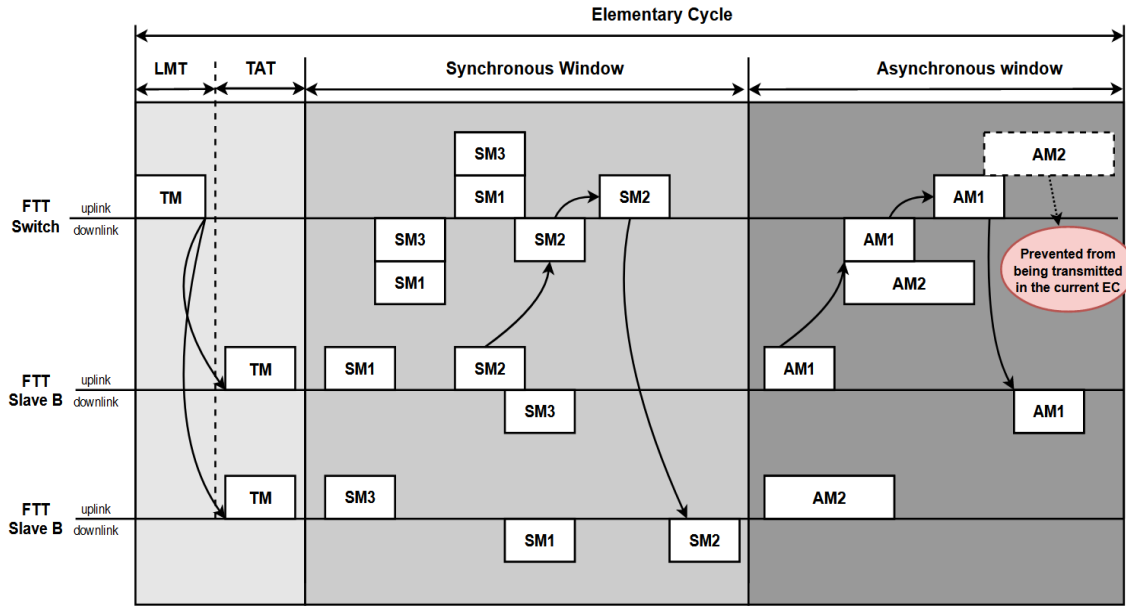 Elementary Cycle
LMT
TAT
Synchronous Window
Asynchronous window
SM3
AM2
TM
SM1
SM2
AM1
FTT
Switch
uplink
downlink
SM3
SM2
AM1
SM1
AM2
Prevented from
being transmitted
in the current EC
FTT
Slave B
uplink
downlink
TM
SM1
SM2
AM1
SM3
AM1
FTT
Slave B
uplink
downlink
TM
SM3
AM2
SM1
SM2